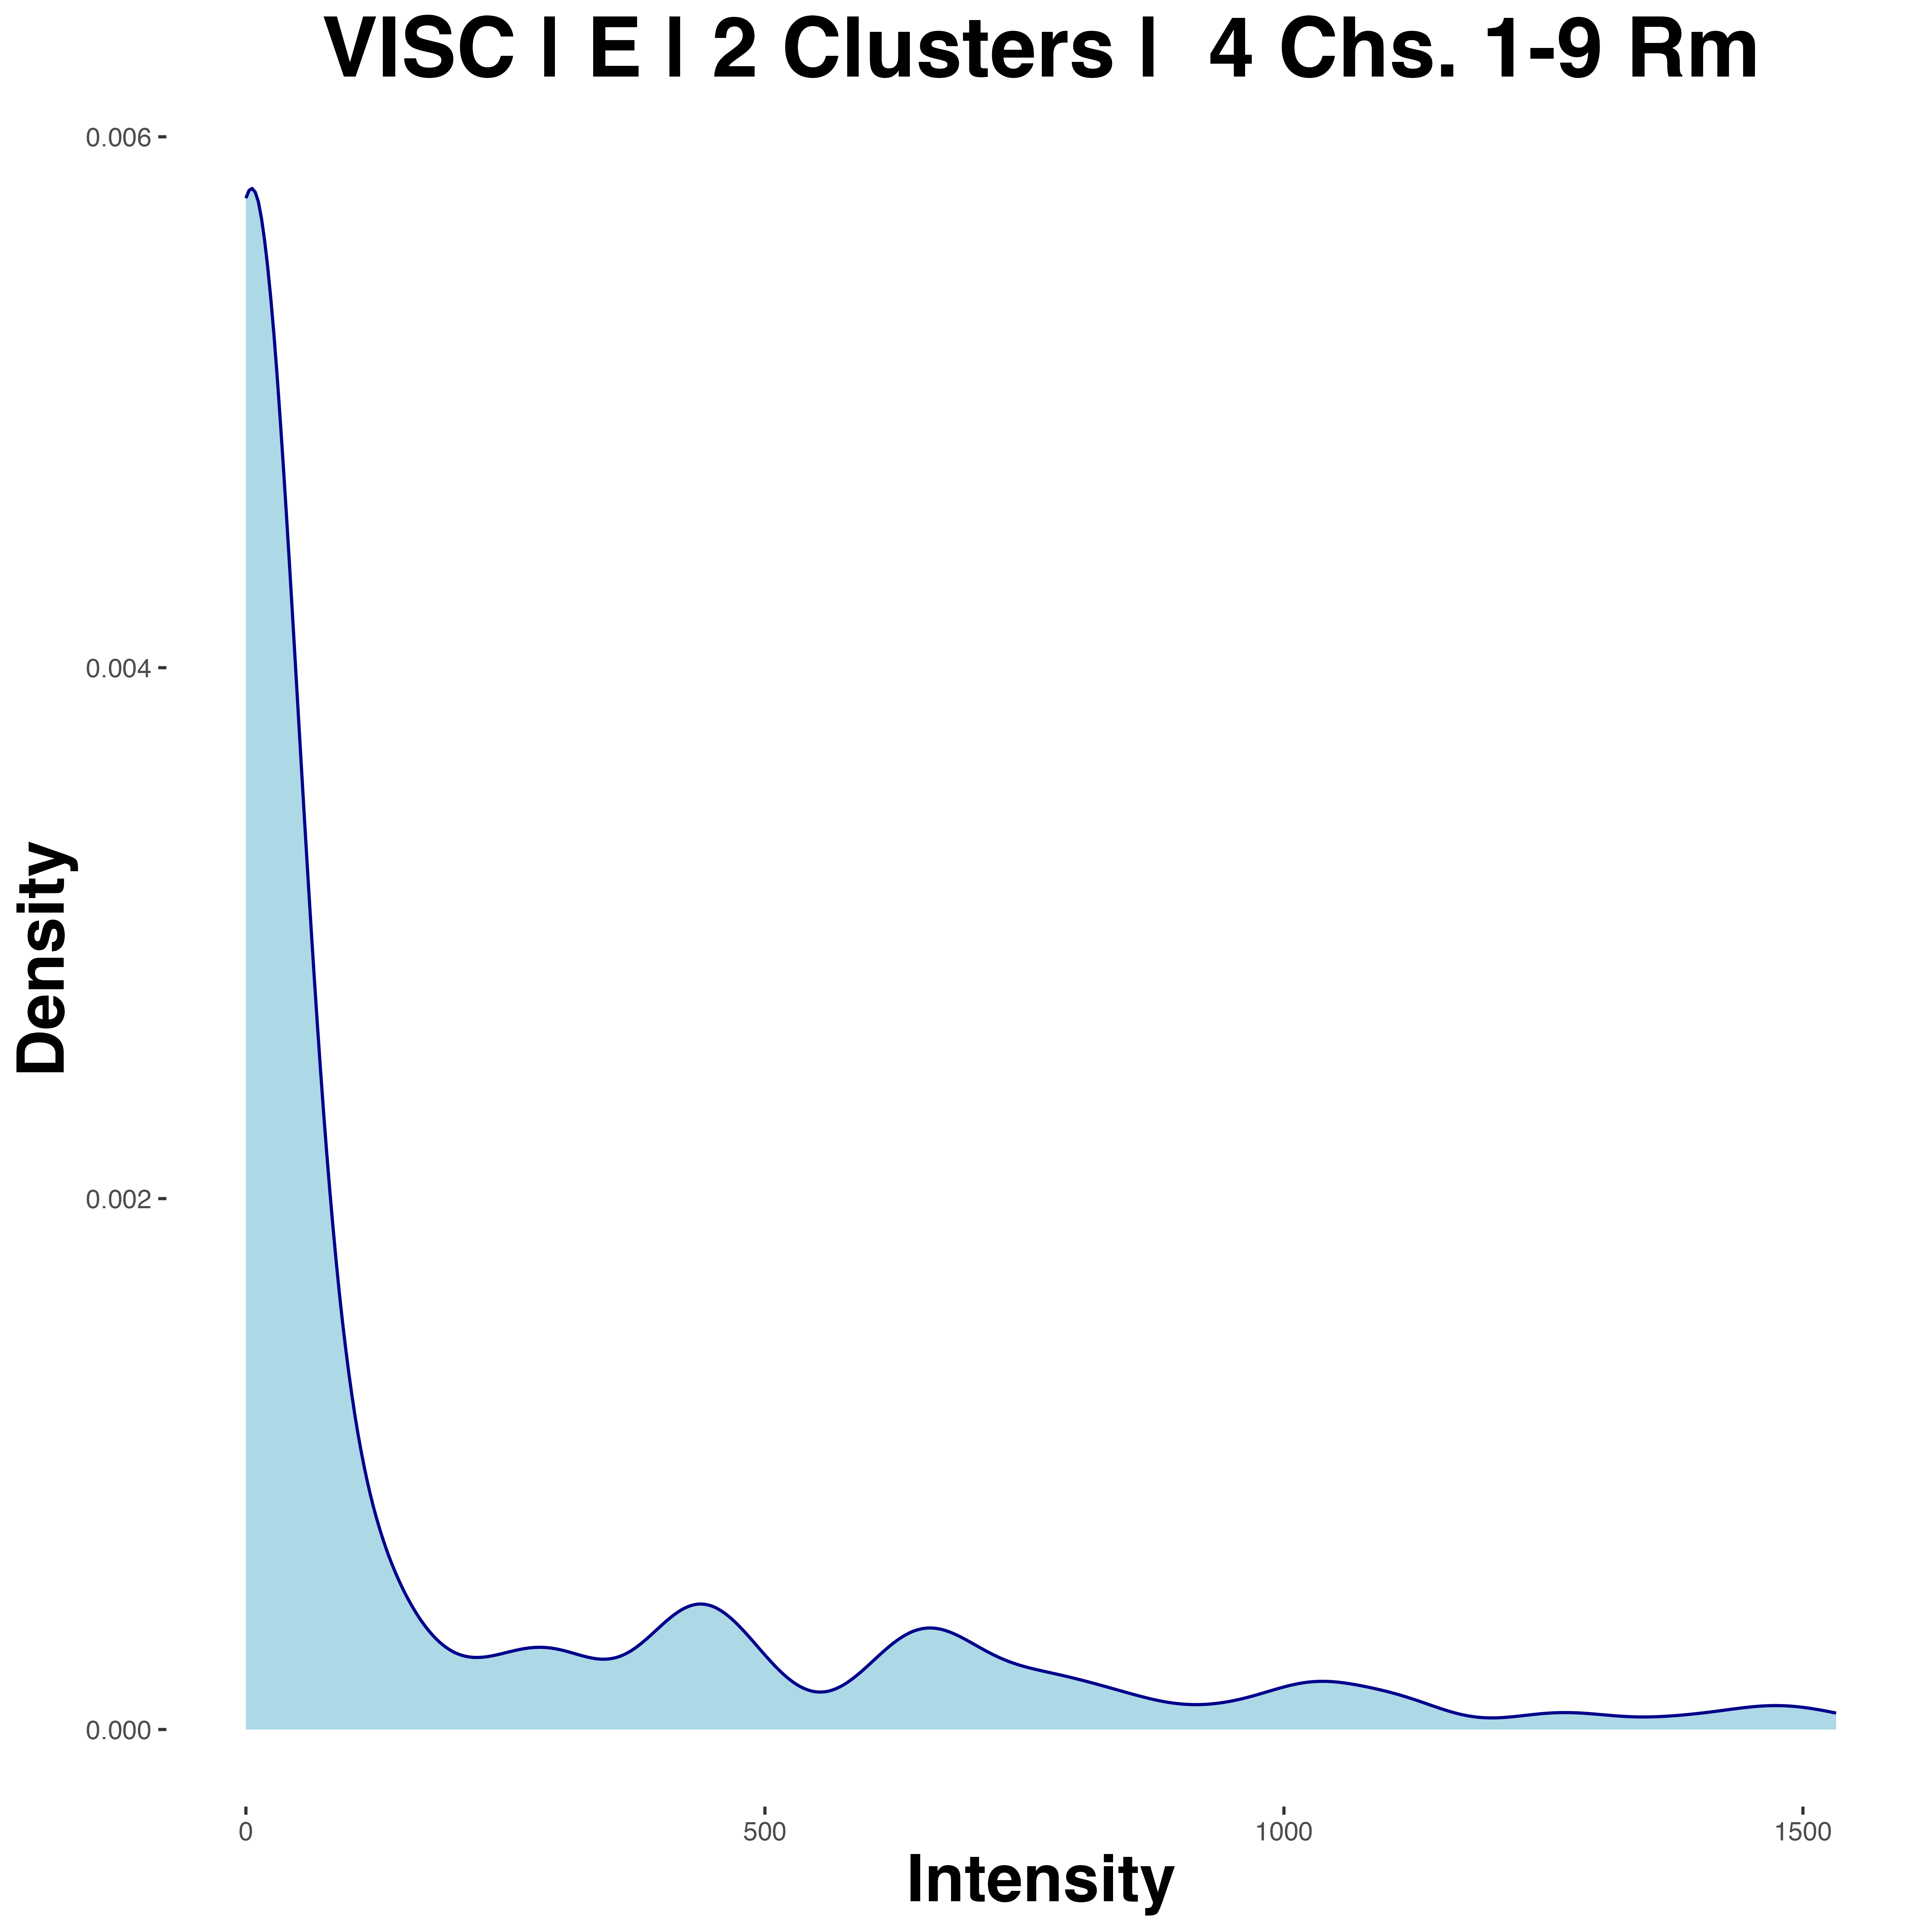 VISC | E | 2 Clusters |  4 Chs. 1-9 Rm
0.006
0.004
0.002
0.000
Density
0 500 1000 1500
Intensity